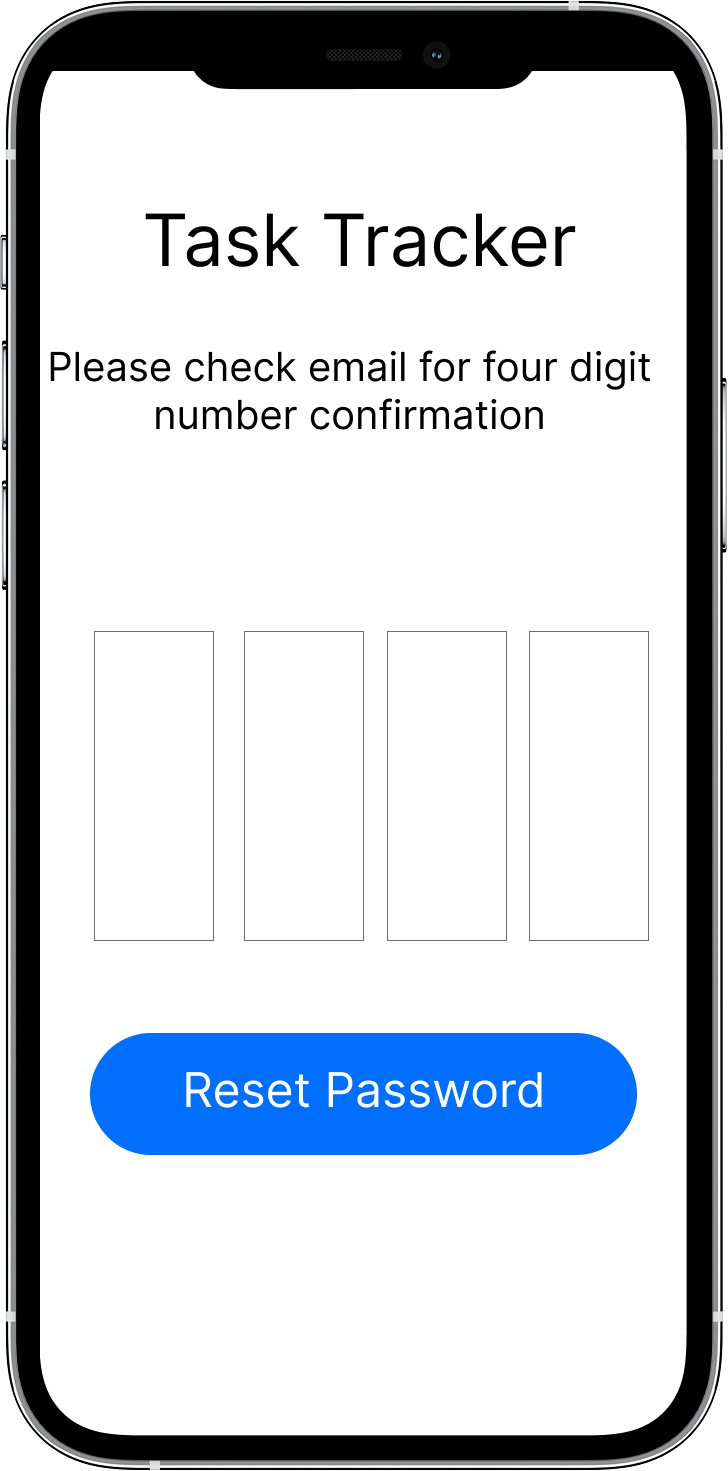 Task Tracker
Please check email for four digit
number confirmation
Reset Password